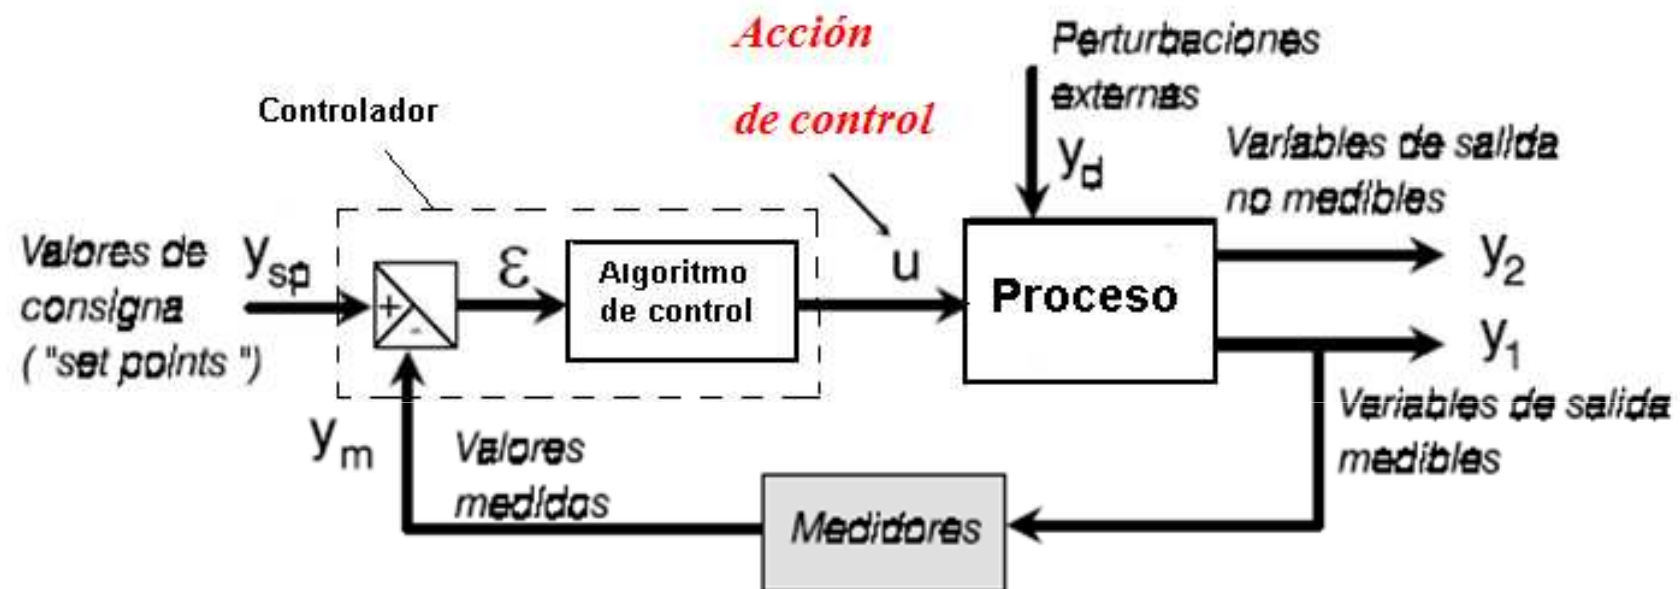 Acción
de control
Perturbaciones
externas
Controlador
y_d
Variables de salida
no medibles
Valores de
consigna
("set points")
y_sp
+
-
ε
Algoritmo
de control
u
Proceso
y_2
y_1
Variables de salida
medibles
y_m
Valores
medidos
Medidores